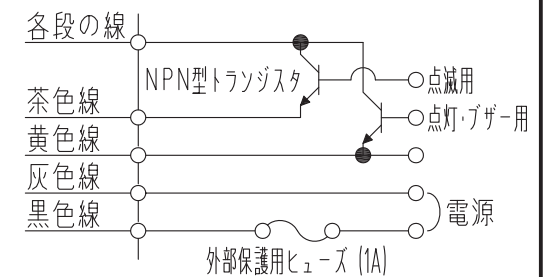 各段の線
NPN型トランジスタ
点滅用
茶色線
点灯・ブザー用
黄色線
灰色線
電源
黒色線
外部保護用ヒューズ (1A)